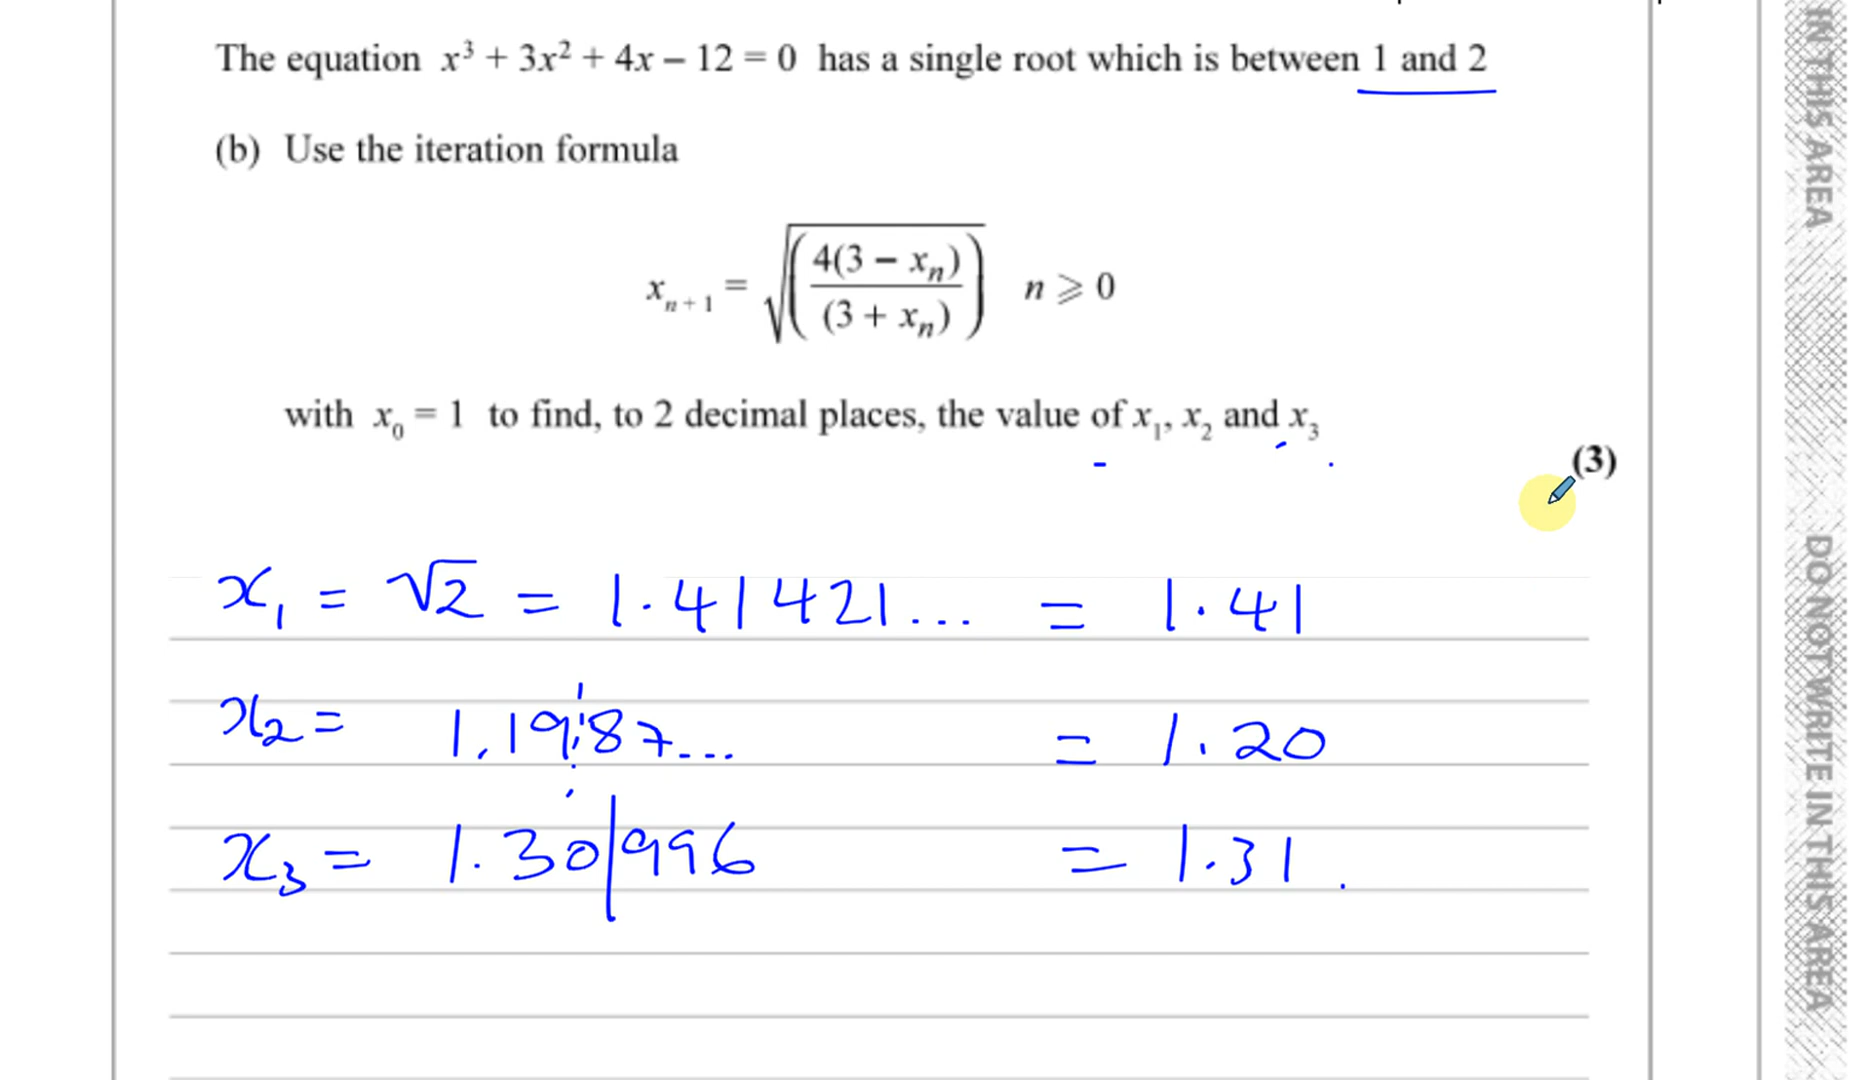 The equation x³ + 3x² + 4x − 12 = 0 has a single root which is between 1 and 2
(b) Use the iteration formula
xₙ₊₁ = √(4(3 − xₙ)/(3 + xₙ)) n ⩾ 0
with x₀ = 1 to find, to 2 decimal places, the value of x₁, x₂ and x₃
(3)
x₁ = √2 = 1.41421... = 1.41
x₂ = 1.1987... = 1.20
x₃ = 1.30|996 = 1.31.
IN THIS AREA
DO NOT WRITE IN THIS AREA